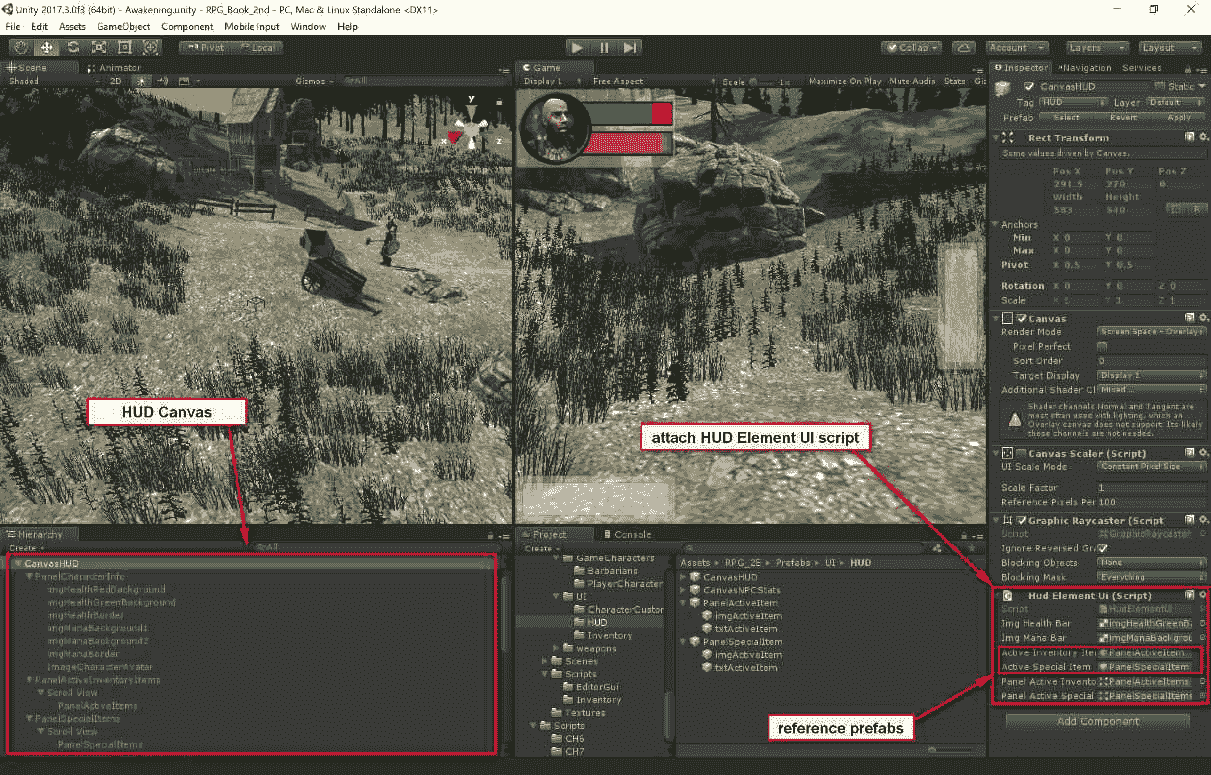 Unity 2017.3.0f3 (64bit) - Awakening.unity - RPG_Book_2nd - PC, Mac & Linux Standalone <DX11>
File Edit Assets GameObject Component Mobile Input Window Help
Pivot Local Collab Account Layers Layout
Scene Animator
Shaded 2D Gizmos All
y
x z
Game
Display 1 Free Aspect Scale 1x Maximize On Play Mute Audio Stats
HUD Canvas
attach HUD Element UI script
Hierarchy
Create All
CanvasHUD
PanelCharacterInfo
imgHealthRedBackground
imgHealthGreenBackground
imgHealthBorder
imgManaBackground1
imgManaBackground2
imgManaBorder
ImageCharacterAvatar
PanelActiveInventoryItems
Scroll View
PanelActiveItems
PanelSpecialItems
Scroll View
PanelSpecialItems
Project Console
Create
GameCharacters
Barbarians
PlayerCharacter
UI
HUD
Inventory
weapons
Scenes
Scripts
EditorGui
Inventory
Textures
Scripts
CH6
CH7
Assets RPG_2E Prefabs UI HUD
CanvasHUD
CanvasNPCStats
PanelActiveItem
imgActiveItem
txtActiveItem
PanelSpecialItem
imgActiveItem
txtActiveItem
reference prefabs
Inspector Navigation Services
CanvasHUD Static
Tag HUD Layer Default
Prefab Select Revert Apply
Rect Transform
Some values driven by Canvas.
Pos X Pos Y Pos Z
291.5 270 0
Width Height
583 540
R
Anchors
Min X 0 Y 0
Max X 0 Y 0
Pivot X 0.5 Y 0.5
Rotation X 0 Y 0 Z 0
Scale X 1 Y 1 Z 1
Canvas
Render Mode Screen Space - Overlay
Pixel Perfect
Sort Order 0
Target Display
Additional Shader Cl Mixed...
Shader channels Normal and Tangent are
most often used with lighting, which an
Overlay canvas does not support. Its likely
these channels are not needed.
Canvas Scaler (Script)
UI Scale Mode Constant Pixel Size
Scale Factor 1
Reference Pixels Per 100
Graphic Raycaster (Script
Script GraphicRaycaster
Ignore Reversed Gra
Blocking Objects None
Blocking Mask Everything
Hud Element Ui (Script)
Script HudElementUi
Img Health Bar imgHealthGreenB
Img Mana Bar imgManaBackgrou
Active Inventory Iten PanelActiveItem
Active Special Item PanelSpecialItem
Panel Active Invento PanelActiveItems
Panel Active Special PanelSpecialItems
Add Component